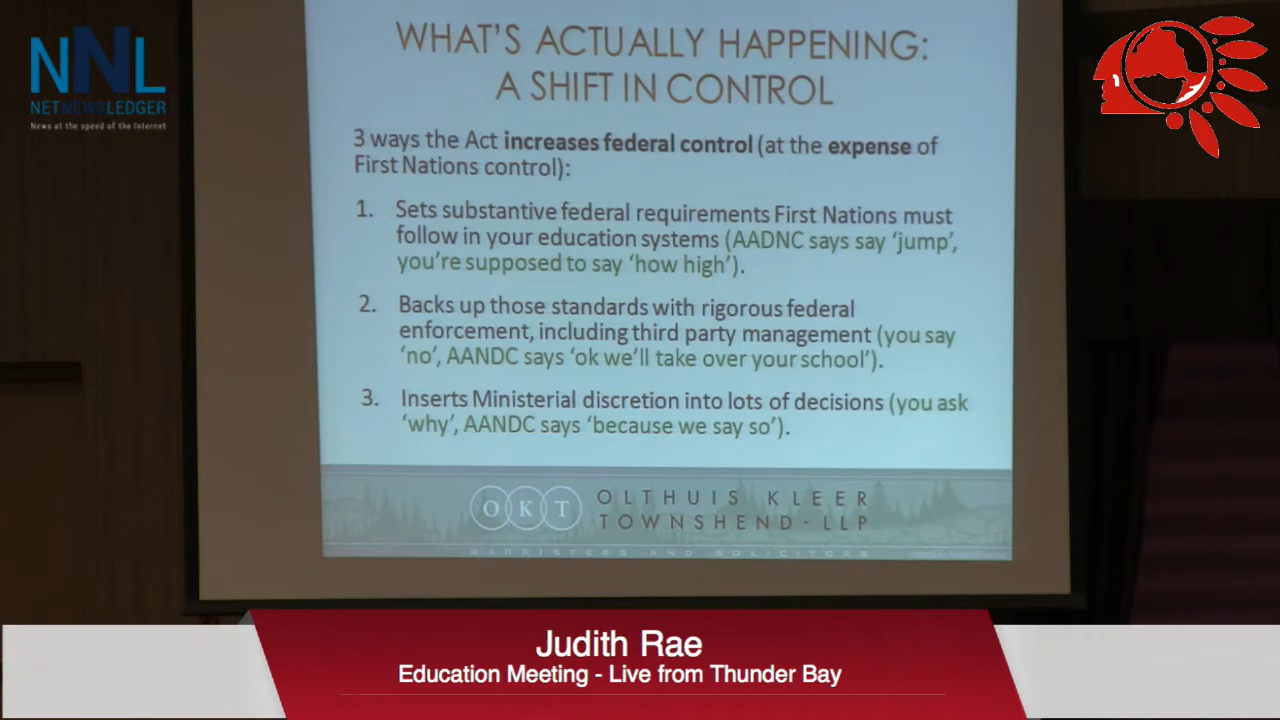 NNL
NETNEWSLEDGER
News at the speed of the Internet
WHAT'S ACTUALLY HAPPENING:
A SHIFT IN CONTROL
3 ways the Act increases federal control (at the expense of
First Nations control):
1. Sets substantive federal requirements First Nations must
follow in your education systems (AADNC says say 'jump',
you're supposed to say 'how high').
2. Backs up those standards with rigorous federal
enforcement, including third party management (you say
'no', AANDC says 'ok we'll take over your school').
3. Inserts Ministerial discretion into lots of decisions (you ask
'why', AANDC says 'because we say so').
OKT
OLTHUIS KLEER
TOWNSHEND - LLP
BARRISTERS AND SOLICITORS
Judith Rae
Education Meeting - Live from Thunder Bay